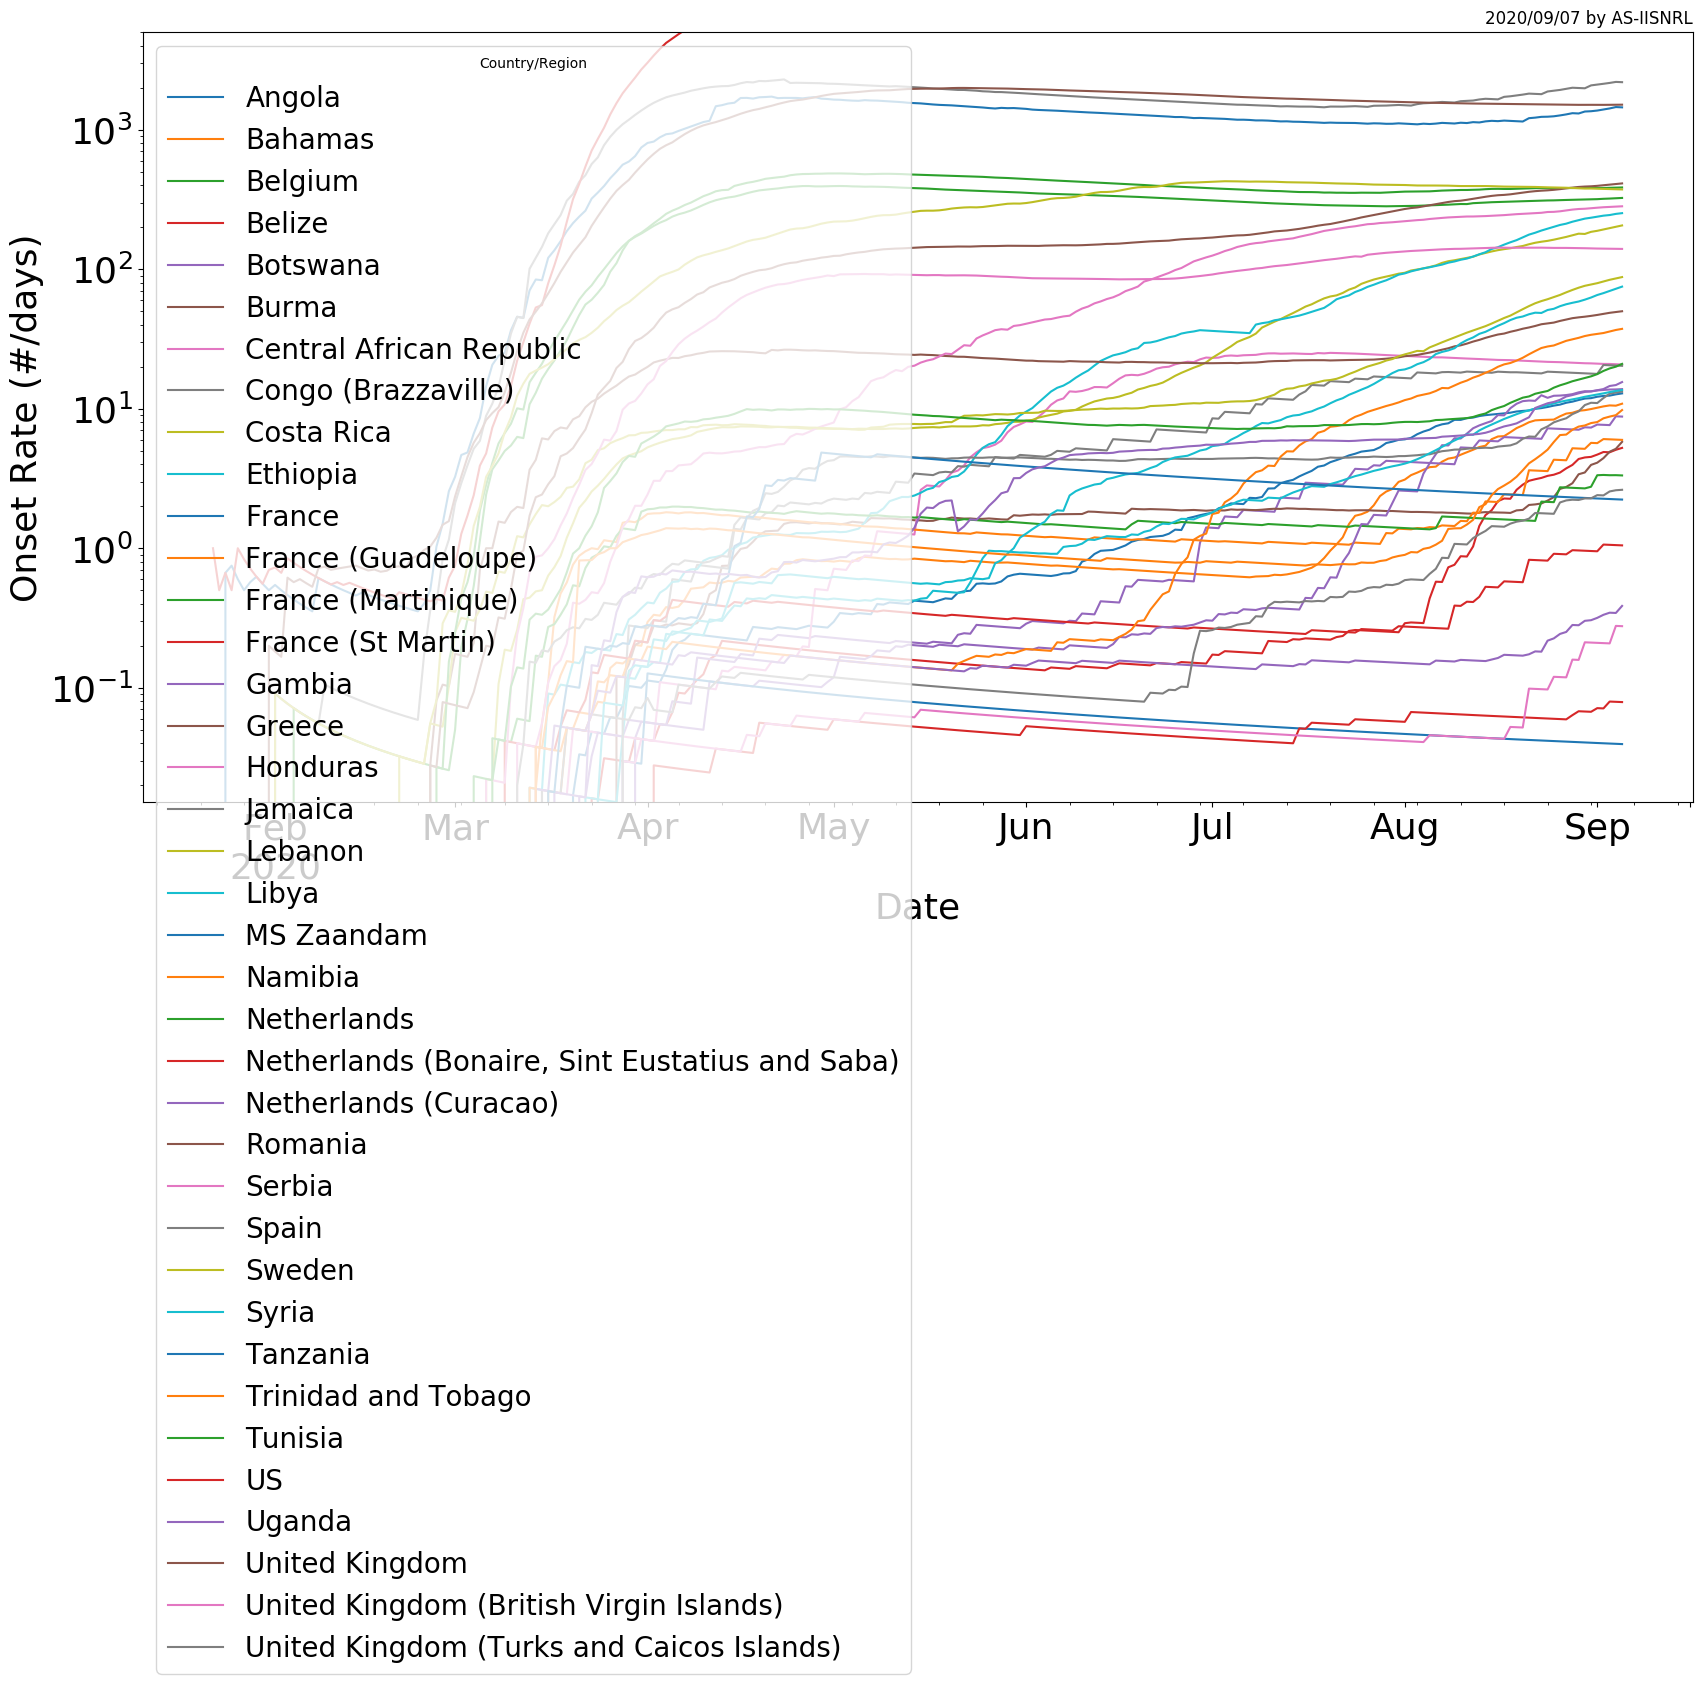 2020/09/07 by AS-IISNRL
Onset Rate (#/days)
10³
10²
10¹
10⁰
10⁻¹
Country/Region
Angola
Bahamas
Belgium
Belize
Botswana
Burma
Central African Republic
Congo (Brazzaville)
Costa Rica
Ethiopia
France
France (Guadeloupe)
France (Martinique)
France (St Martin)
Gambia
Greece
Honduras
Jamaica
Lebanon
Libya
MS Zaandam
Namibia
Netherlands
Netherlands (Bonaire, Sint Eustatius and Saba)
Netherlands (Curacao)
Romania
Serbia
Spain
Sweden
Syria
Tanzania
Trinidad and Tobago
Tunisia
US
Uganda
United Kingdom
United Kingdom (British Virgin Islands)
United Kingdom (Turks and Caicos Islands)
Feb Mar Apr May Jun Jul Aug Sep
2020
Date